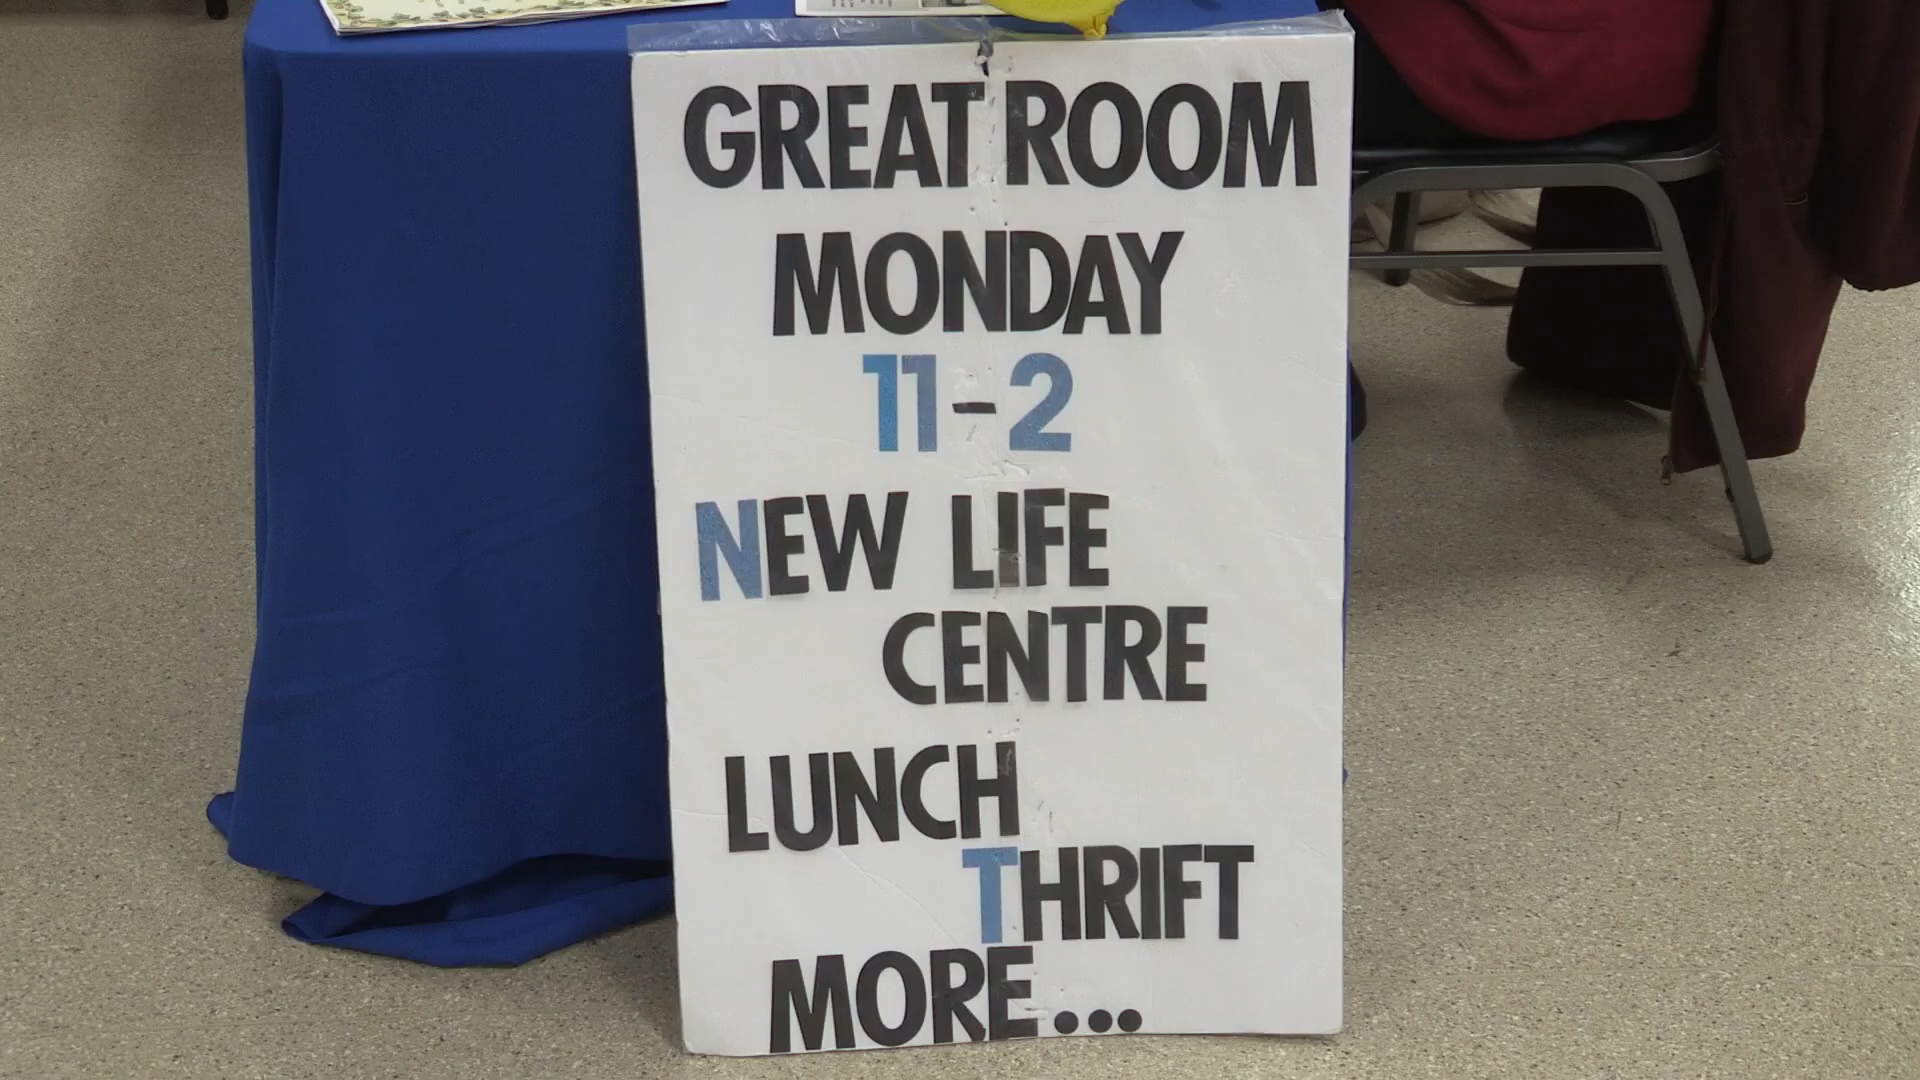 GREAT ROOM
MONDAY
11-2
NEW LIFE
CENTRE
LUNCH
THRIFT
MORE...